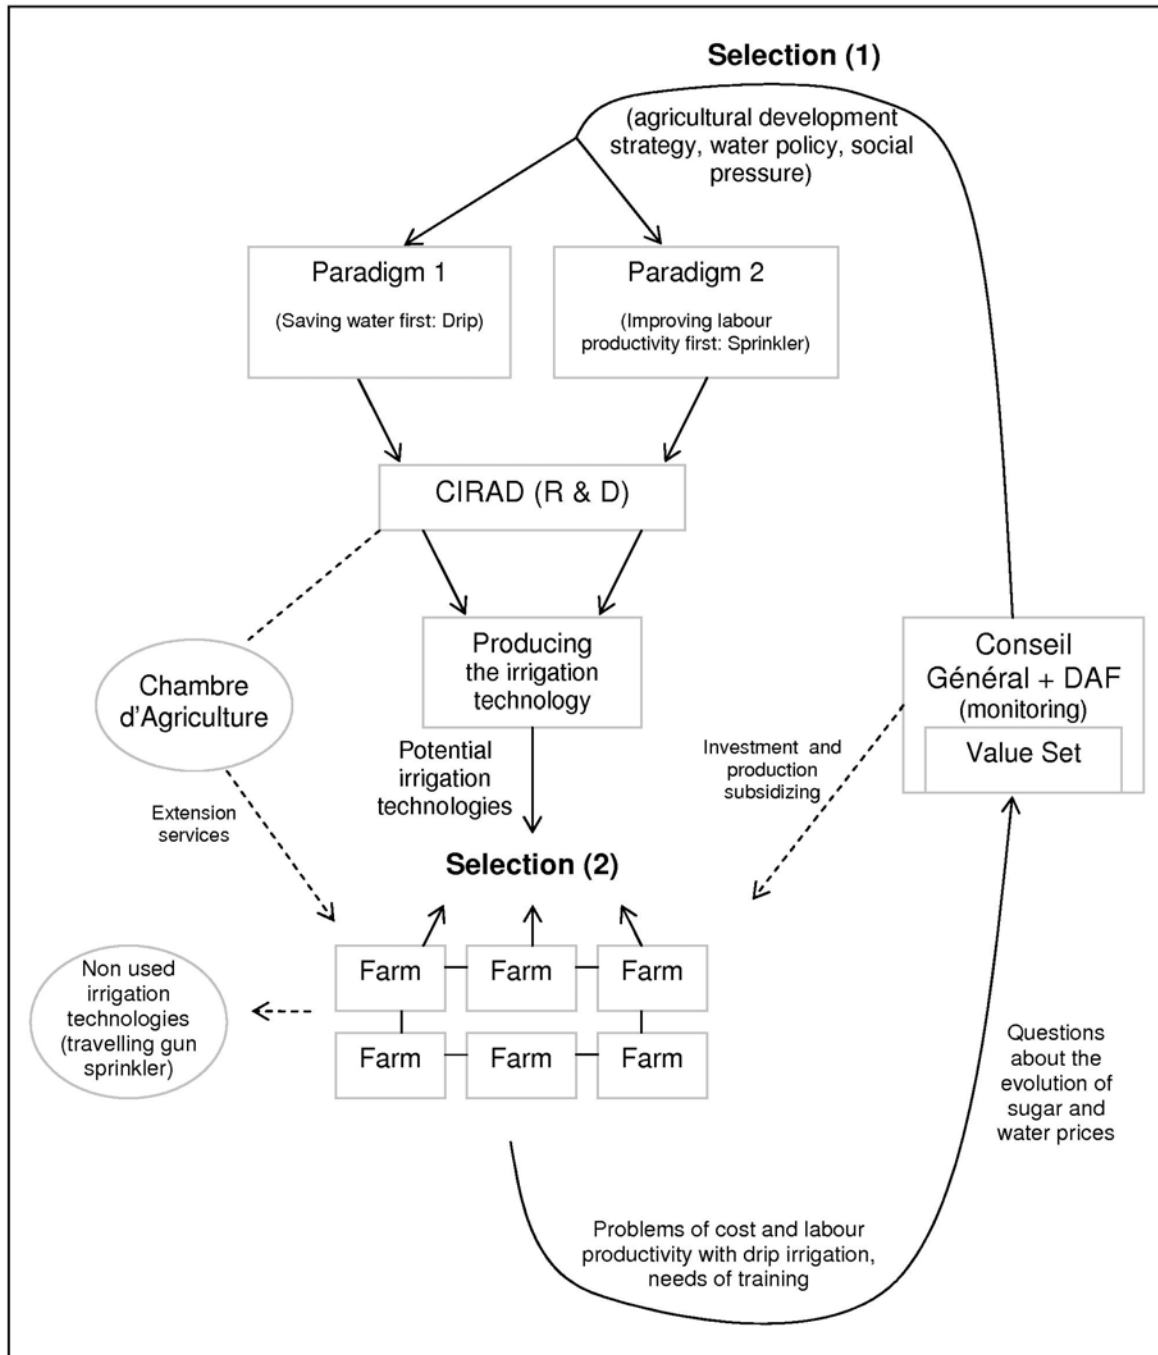 Selection (1)
(agricultural development
strategy, water policy, social
pressure)
Paradigm 1
(Saving water first: Drip)
Paradigm 2
(Improving labour
productivity first: Sprinkler)
CIRAD (R & D)
Chambre
d'Agriculture
Producing
the irrigation
technology
Conseil
Général + DAF
(monitoring)
Value Set
Potential
irrigation
technologies
Investment and
production
subsidizing
Extension
services
Selection (2)
Farm
Farm
Farm
Farm
Farm
Farm
Non used
irrigation
technologies
(travelling gun
sprinkler)
Questions
about the
evolution of
sugar and
water prices
Problems of cost and labour
productivity with drip irrigation,
needs of training